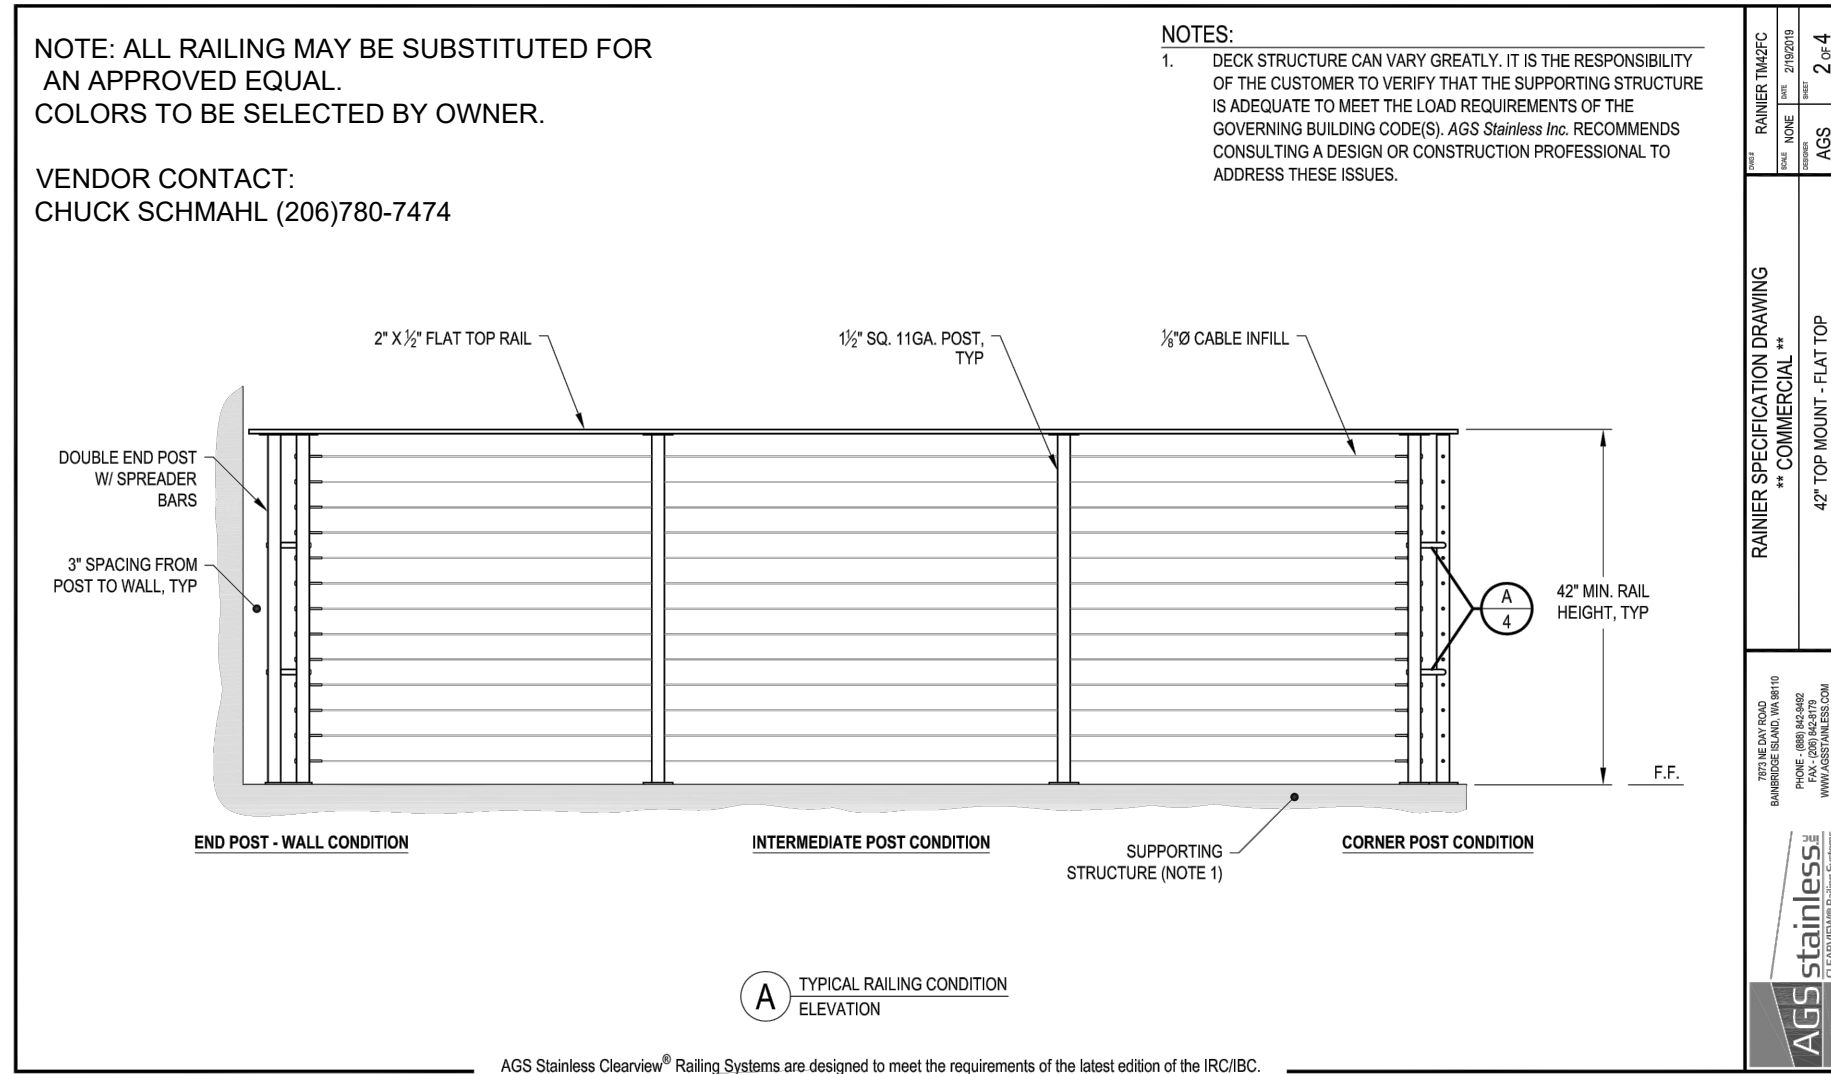 NOTE: ALL RAILING MAY BE SUBSTITUTED FOR
AN APPROVED EQUAL.
COLORS TO BE SELECTED BY OWNER.
VENDOR CONTACT:
CHUCK SCHMAHL (206)780-7474
NOTES:
1. DECK STRUCTURE CAN VARY GREATLY. IT IS THE RESPONSIBILITY
OF THE CUSTOMER TO VERIFY THAT THE SUPPORTING STRUCTURE
IS ADEQUATE TO MEET THE LOAD REQUIREMENTS OF THE
GOVERNING BUILDING CODE(S). AGS Stainless Inc. RECOMMENDS
CONSULTING A DESIGN OR CONSTRUCTION PROFESSIONAL TO
ADDRESS THESE ISSUES.
2" X ½" FLAT TOP RAIL
1½" SQ. 11GA. POST,
TYP
⅛"Ø CABLE INFILL
DOUBLE END POST
W/ SPREADER
BARS
3" SPACING FROM
POST TO WALL, TYP
A
4
42" MIN. RAIL
HEIGHT, TYP
F.F.
END POST - WALL CONDITION
INTERMEDIATE POST CONDITION
SUPPORTING
STRUCTURE (NOTE 1)
CORNER POST CONDITION
A
TYPICAL RAILING CONDITION
ELEVATION
AGS Stainless Clearview® Railing Systems are designed to meet the requirements of the latest edition of the IRC/IBC.
DWG.#
RAINIER TM42FC
SCALE NONE
DATE 2/19/2019
DESIGNER AGS
SHEET 2 OF 4
RAINIER SPECIFICATION DRAWING
** COMMERCIAL **
42" TOP MOUNT - FLAT TOP
7873 NE DAY ROAD
BAINBRIDGE ISLAND, WA 98110
PHONE - (888) 842-9492
FAX - (206) 842-8179
WWW.AGSSTAINLESS.COM
AGS stainless
CLEARVIEW® Railing Systems